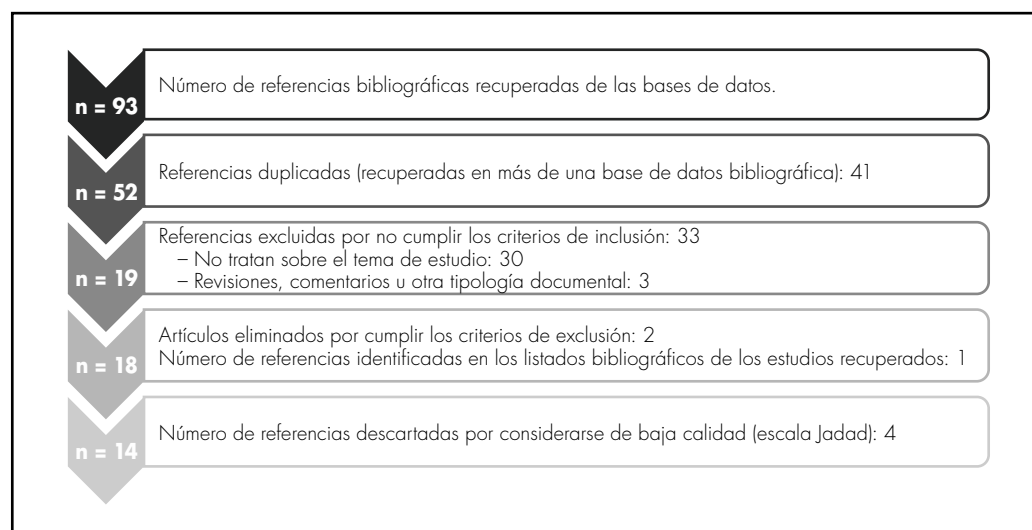 n = 93
Número de referencias bibliográficas recuperadas de las bases de datos.
n = 52
Referencias duplicadas (recuperadas en más de una base de datos bibliográfica): 41
n = 19
Referencias excluidas por no cumplir los criterios de inclusión: 33
– No tratan sobre el tema de estudio: 30
– Revisiones, comentarios u otra tipología documental: 3
n = 18
Artículos eliminados por cumplir los criterios de exclusión: 2
Número de referencias identificadas en los listados bibliográficos de los estudios recuperados: 1
n = 14
Número de referencias descartadas por considerarse de baja calidad (escala Jadad): 4